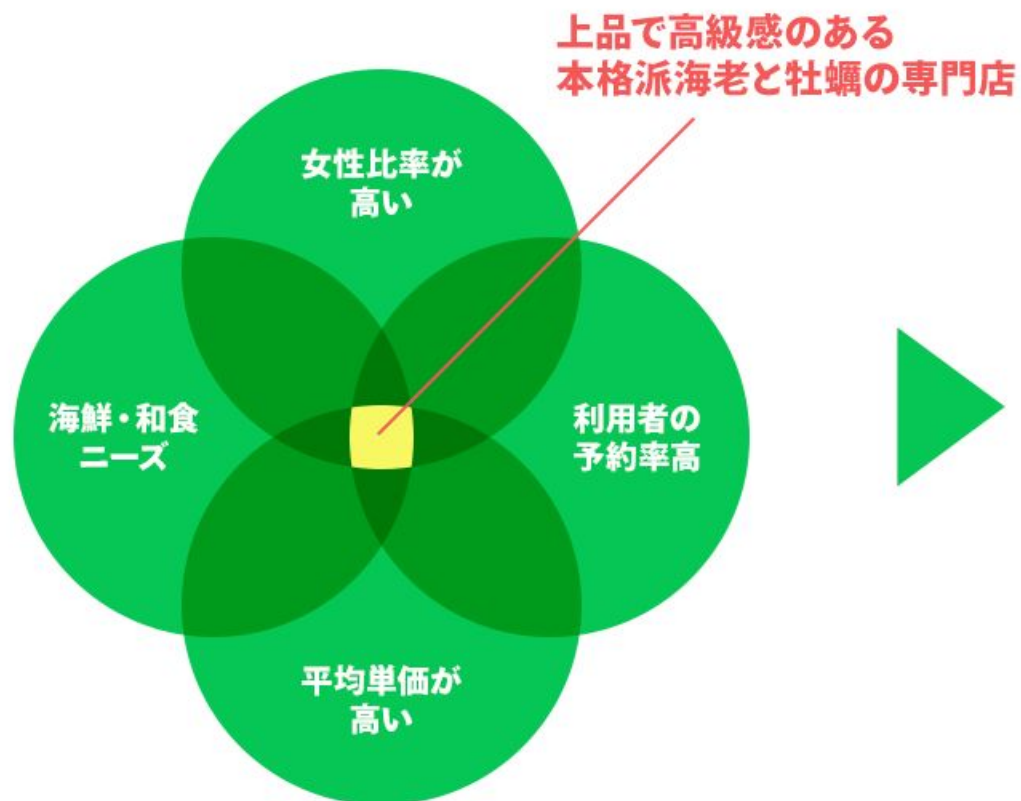 上品で高級感のある
本格派海老と牡蠣の専門店
女性比率が
高い
海鮮・和食
ニーズ
利用者の
予約率高
平均単価が
高い